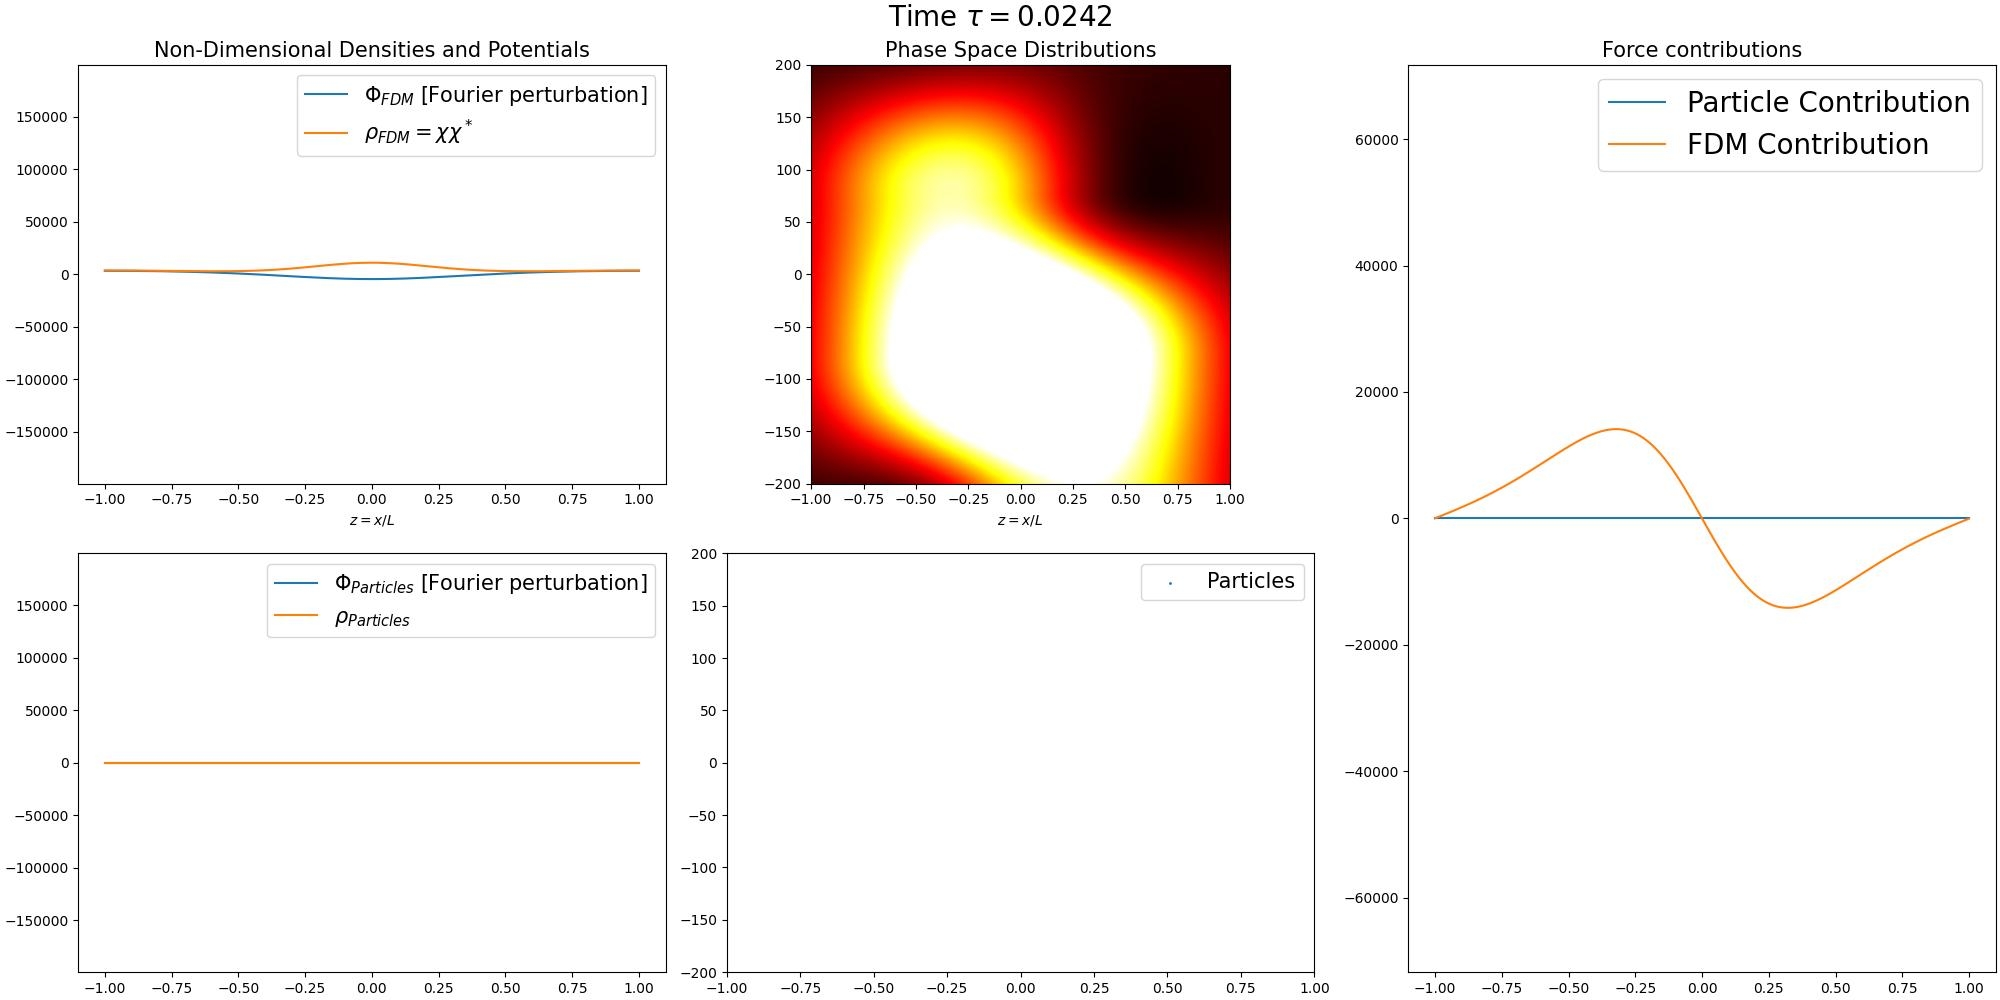 Time τ = 0.0242
Non-Dimensional Densities and Potentials
Φ_FDM [Fourier perturbation]
ρ_FDM = χχ*
150000
100000
50000
0
−50000
−100000
−150000
−1.00 −0.75 −0.50 −0.25 0.00 0.25 0.50 0.75 1.00
z = x/L
Phase Space Distributions
200
150
100
50
0
−50
−100
−150
−200
−1.00 −0.75 −0.50 −0.25 0.00 0.25 0.50 0.75 1.00
z = x/L
Force contributions
Particle Contribution
FDM Contribution
60000
40000
20000
0
−20000
−40000
−60000
−1.00 −0.75 −0.50 −0.25 0.00 0.25 0.50 0.75 1.00
Φ_Particles [Fourier perturbation]
ρ_Particles
150000
100000
50000
0
−50000
−100000
−150000
−1.00 −0.75 −0.50 −0.25 0.00 0.25 0.50 0.75 1.00
Particles
200
150
100
50
0
−50
−100
−150
−200
−1.00 −0.75 −0.50 −0.25 0.00 0.25 0.50 0.75 1.00